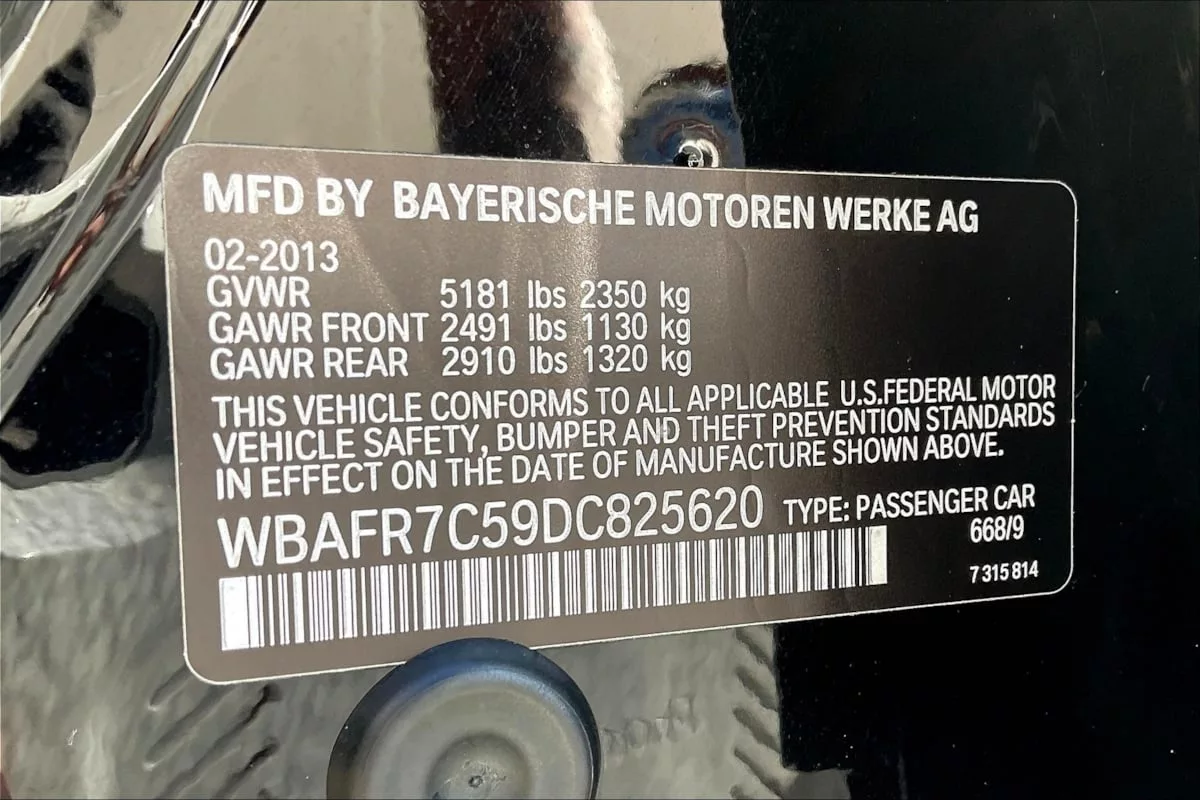 MFD BY BAYERISCHE MOTOREN WERKE AG
02-2013
GVWR 5181 lbs 2350 kg
GAWR FRONT 2491 lbs 1130 kg
GAWR REAR 2910 lbs 1320 kg
THIS VEHICLE CONFORMS TO ALL APPLICABLE U.S.FEDERAL MOTOR
VEHICLE SAFETY, BUMPER AND THEFT PREVENTION STANDARDS
IN EFFECT ON THE DATE OF MANUFACTURE SHOWN ABOVE.
WBAFR7C59DC825620 TYPE: PASSENGER CAR
668/9
7 315 814